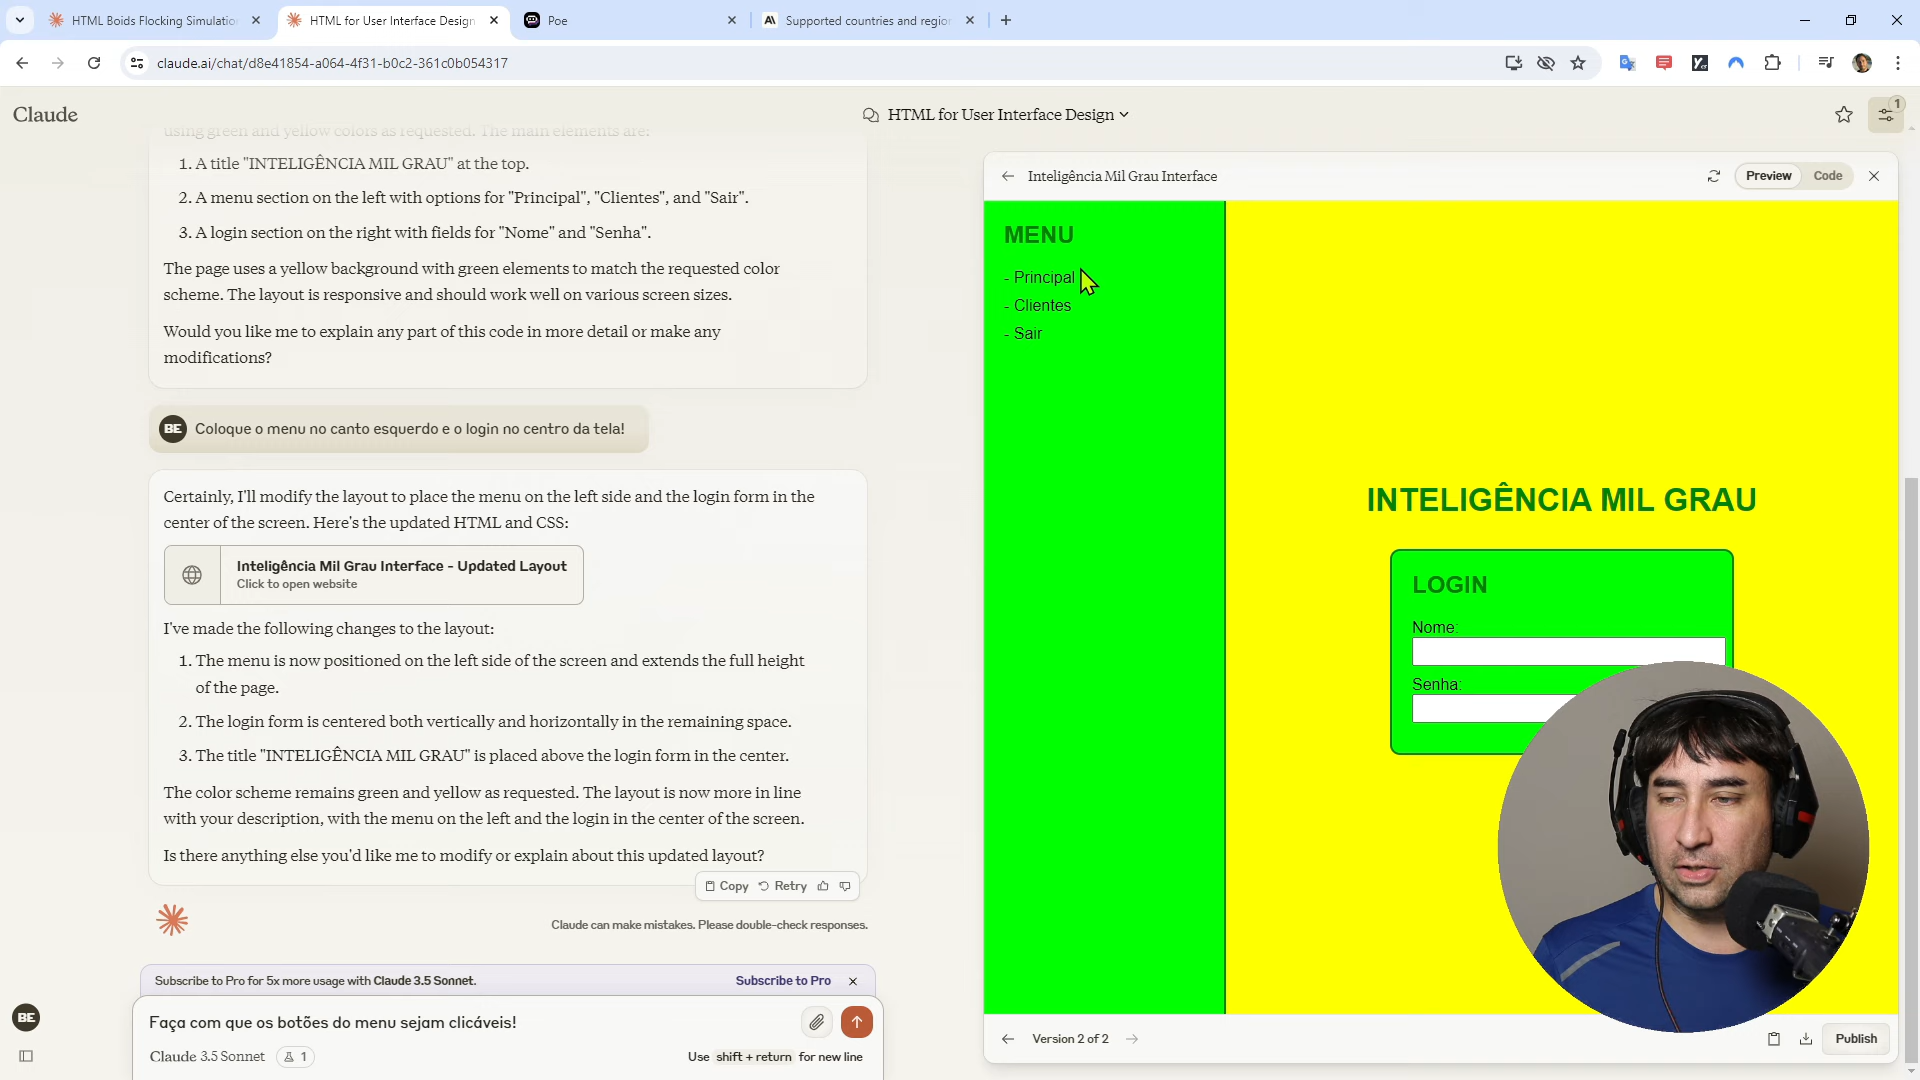 HTML Boids Flocking Simulatio
HTML for User Interface Design
Poe
Supported countries and region
claude.ai/chat/d8e41854-a064-4f31-b0c2-361c0b054317
Claude
HTML for User Interface Design
1
using green and yellow colors as requested. The main elements are:
1. A title "INTELIGÊNCIA MIL GRAU" at the top.
2. A menu section on the left with options for "Principal", "Clientes", and "Sair".
3. A login section on the right with fields for "Nome" and "Senha".
The page uses a yellow background with green elements to match the requested color
scheme. The layout is responsive and should work well on various screen sizes.
Would you like me to explain any part of this code in more detail or make any
modifications?
BE
Coloque o menu no canto esquerdo e o login no centro da tela!
Certainly, I'll modify the layout to place the menu on the left side and the login form in the
center of the screen. Here's the updated HTML and CSS:
Inteligência Mil Grau Interface - Updated Layout
Click to open website
I've made the following changes to the layout:
1. The menu is now positioned on the left side of the screen and extends the full height
of the page.
2. The login form is centered both vertically and horizontally in the remaining space.
3. The title "INTELIGÊNCIA MIL GRAU" is placed above the login form in the center.
The color scheme remains green and yellow as requested. The layout is now more in line
with your description, with the menu on the left and the login in the center of the screen.
Is there anything else you'd like me to modify or explain about this updated layout?
Copy Retry
Claude can make mistakes. Please double-check responses.
Subscribe to Pro for 5x more usage with Claude 3.5 Sonnet.
Subscribe to Pro
BE
Faça com que os botões do menu sejam clicáveis!
Claude 3.5 Sonnet
1
Use shift + return for new line
Inteligência Mil Grau Interface
Preview
Code
MENU
- Principal
- Clientes
- Sair
INTELIGÊNCIA MIL GRAU
LOGIN
Nome:
Senha:
Version 2 of 2
Publish